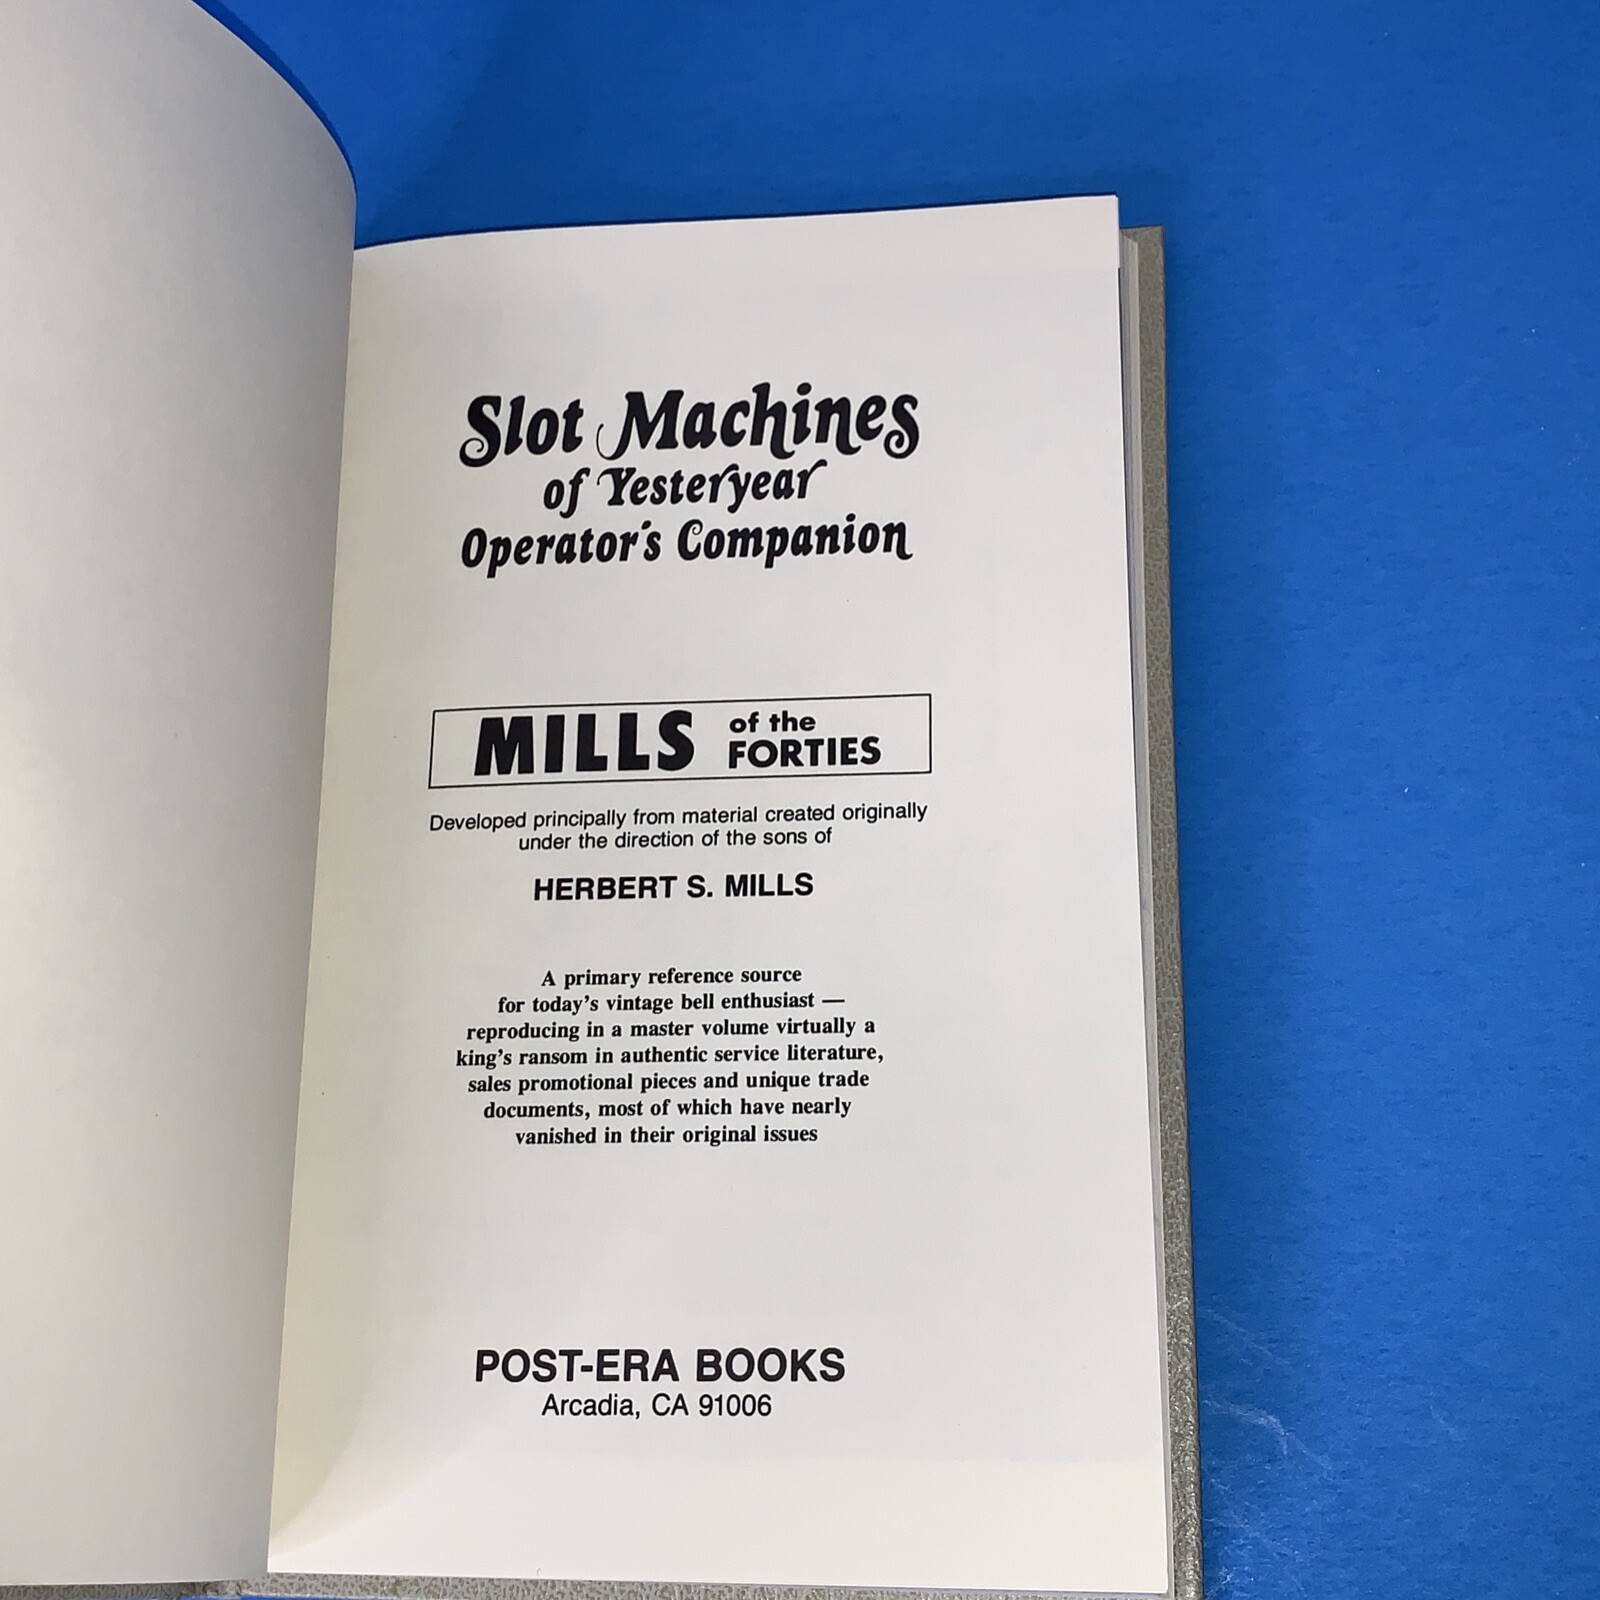 Slot Machines
of Yesteryear
Operator's Companion
MILLS of the FORTIES
Developed principally from material created originally
under the direction of the sons of
HERBERT S. MILLS
A primary reference source
for today's vintage bell enthusiast —
reproducing in a master volume virtually a
king's ransom in authentic service literature,
sales promotional pieces and unique trade
documents, most of which have nearly
vanished in their original issues
POST-ERA BOOKS
Arcadia, CA 91006